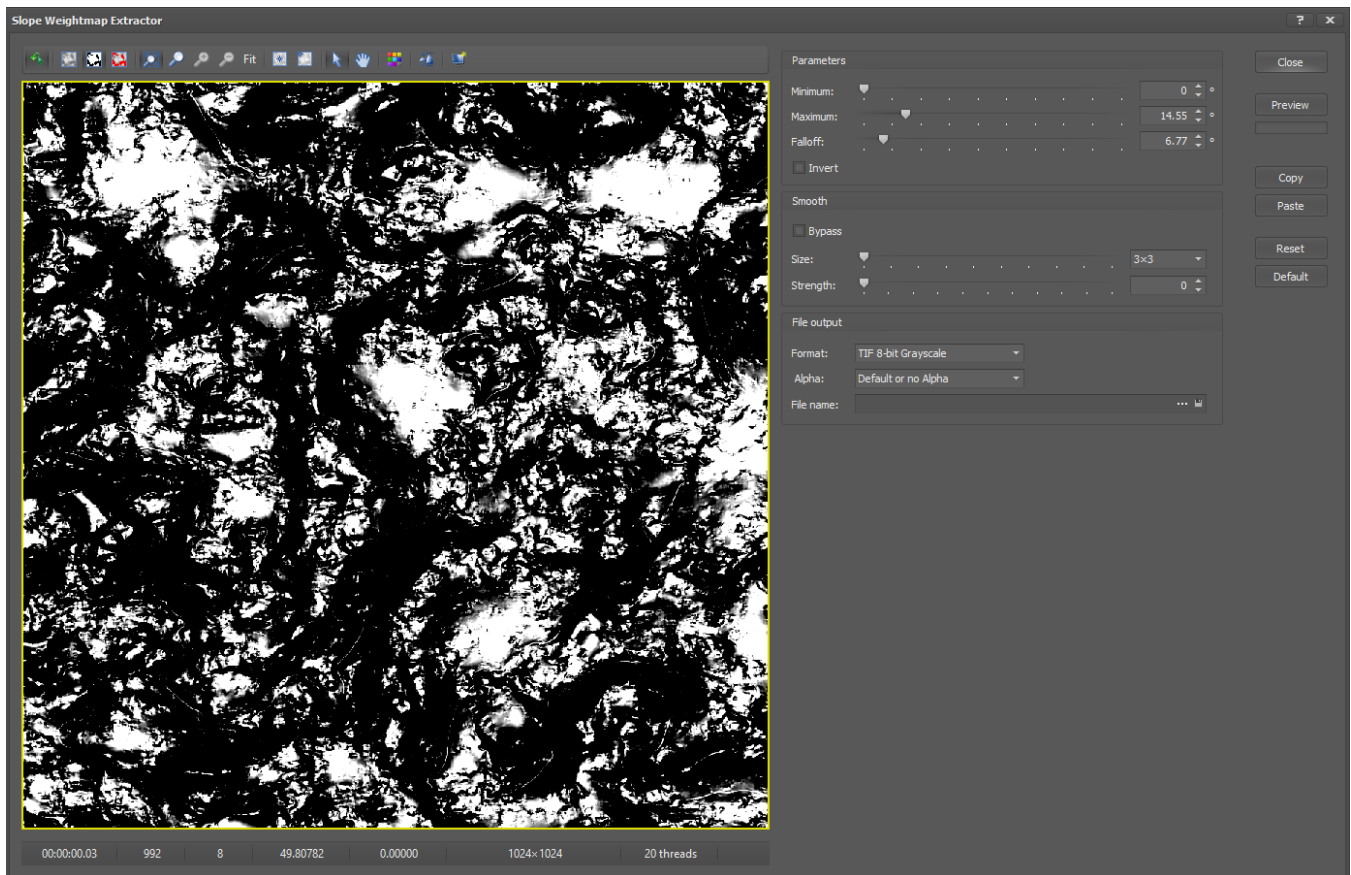 Slope Weightmap Extractor
? x
Fit
Parameters
Minimum: 0 °
Maximum: 14.55 °
Falloff: 6.77 °
Invert
Smooth
Bypass
Size: 3×3
Strength: 0
File output
Format: TIF 8-bit Grayscale
Alpha: Default or no Alpha
File name: ...
Close
Preview
Copy
Paste
Reset
Default
00:00:00.03 992 8 49.80782 0.00000 1024×1024 20 threads